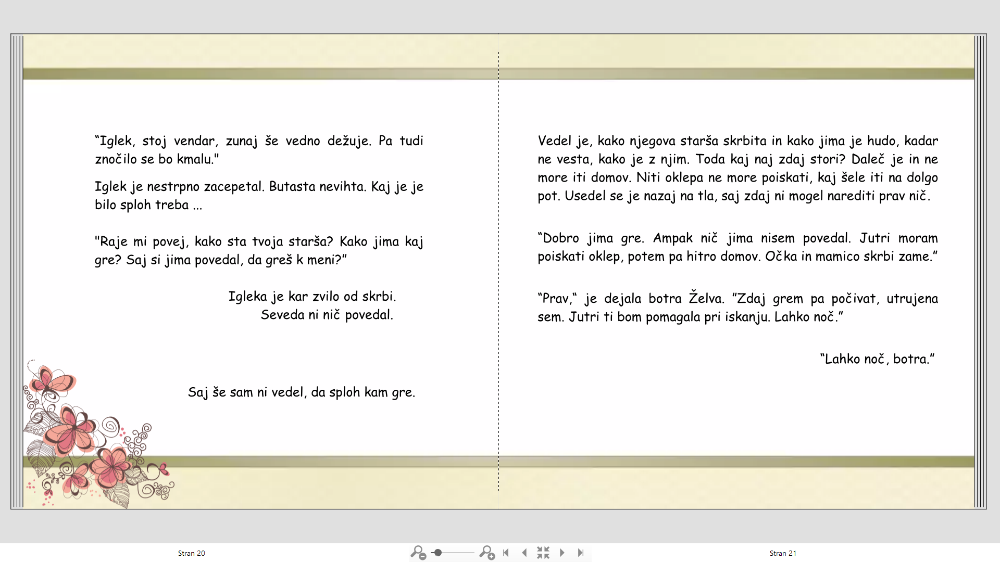 “Iglek, stoj vendar, zunaj še vedno dežuje. Pa tudi
znočilo se bo kmalu."
Iglek je nestrpno zacepetal. Butasta nevihta. Kaj je je
bilo sploh treba ...
"Raje mi povej, kako sta tvoja starša? Kako jima kaj
gre? Saj si jima povedal, da greš k meni?”
Igleka je kar zvilo od skrbi.
Seveda ni nič povedal.
Saj še sam ni vedel, da sploh kam gre.
Vedel je, kako njegova starša skrbita in kako jima je hudo, kadar
ne vesta, kako je z njim. Toda kaj naj zdaj stori? Daleč je in ne
more iti domov. Niti oklepa ne more poiskati, kaj šele iti na dolgo
pot. Usedel se je nazaj na tla, saj zdaj ni mogel narediti prav nič.
“Dobro jima gre. Ampak nič jima nisem povedal. Jutri moram
poiskati oklep, potem pa hitro domov. Očka in mamico skrbi zame.”
“Prav,“ je dejala botra Želva. ”Zdaj grem pa počivat, utrujena
sem. Jutri ti bom pomagala pri iskanju. Lahko noč.”
“Lahko noč, botra.”
Stran 20
Stran 21